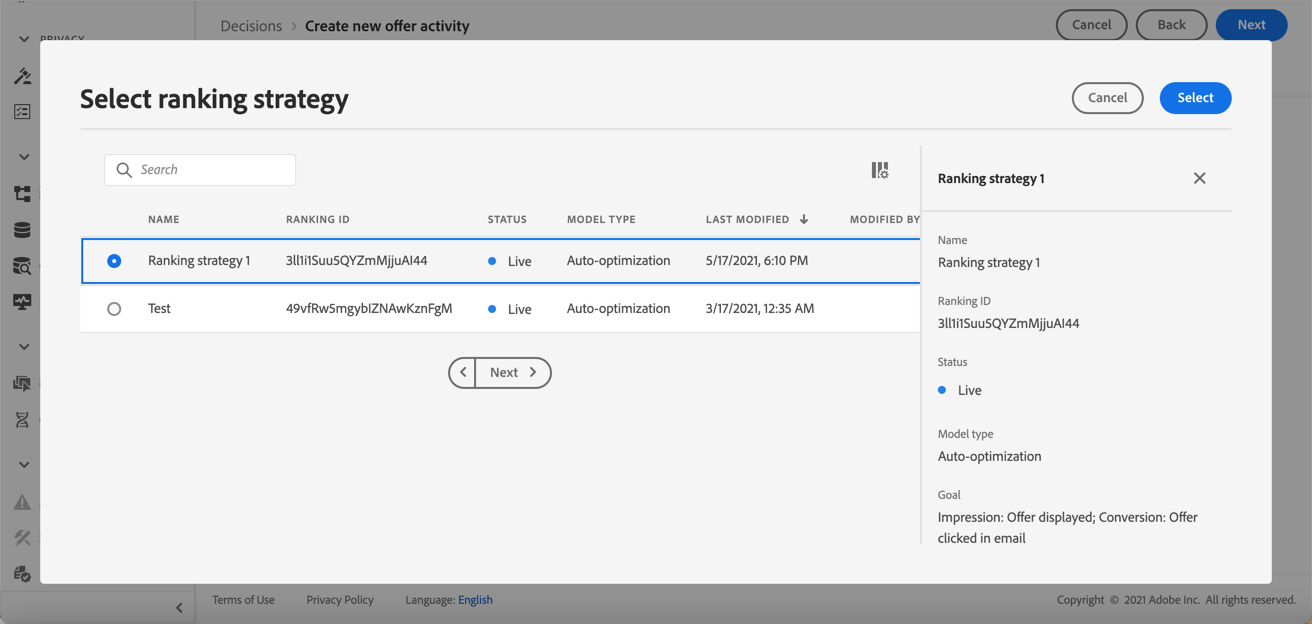 PRIVACY
Decisions > Create new offer activity
Cancel
Back
Next
Select ranking strategy
Cancel
Select
Search
NAME RANKING ID STATUS MODEL TYPE LAST MODIFIED ↓ MODIFIED BY
Ranking strategy 1 3ll1i1Suu5QYZmMjjuAI44 Live Auto-optimization 5/17/2021, 6:10 PM
Test 49vfRw5mgyblZNAwKznFgM Live Auto-optimization 3/17/2021, 12:35 AM
Next
Ranking strategy 1
Name
Ranking strategy 1
Ranking ID
3ll1i1Suu5QYZmMjjuAI44
Status
Live
Model type
Auto-optimization
Goal
Impression: Offer displayed; Conversion: Offer
clicked in email
Terms of Use Privacy Policy Language: English Copyright © 2021 Adobe Inc. All rights reserved.